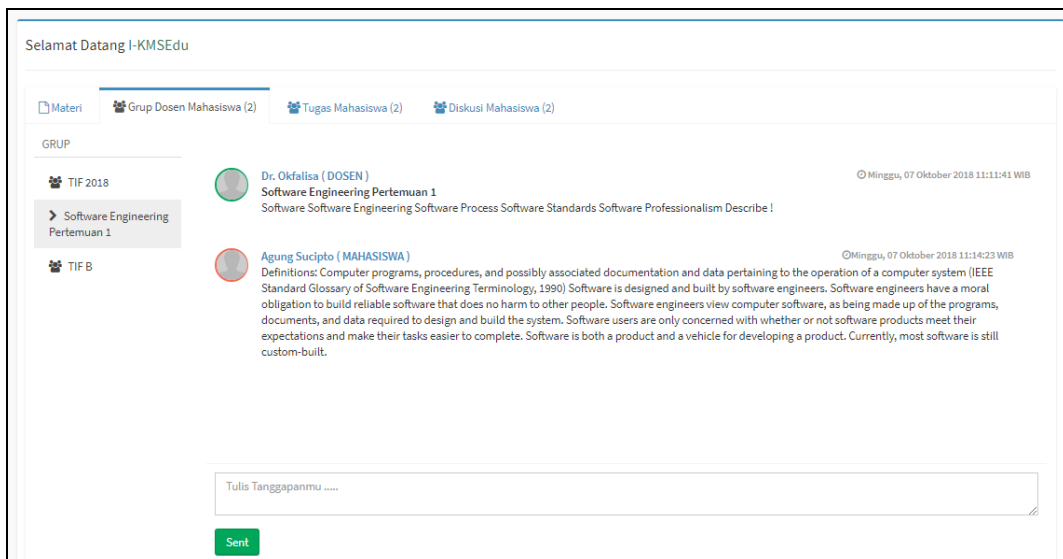 Selamat Datang I-KMSEdu
Materi
Grup Dosen Mahasiswa (2)
Tugas Mahasiswa (2)
Diskusi Mahasiswa (2)
GRUP
TIF 2018
Software Engineering
Pertemuan 1
TIF B
Dr. Okfalisa ( DOSEN )
Minggu, 07 Oktober 2018 11:11:41 WIB
Software Engineering Pertemuan 1
Software Software Engineering Software Process Software Standards Software Professionalism Describe !
Agung Sucipto ( MAHASISWA )
Minggu, 07 Oktober 2018 11:14:23 WIB
Definitions: Computer programs, procedures, and possibly associated documentation and data pertaining to the operation of a computer system (IEEE
Standard Glossary of Software Engineering Terminology, 1990) Software is designed and built by software engineers. Software engineers have a moral
obligation to build reliable software that does no harm to other people. Software engineers view computer software, as being made up of the programs,
documents, and data required to design and build the system. Software users are only concerned with whether or not software products meet their
expectations and make their tasks easier to complete. Software is both a product and a vehicle for developing a product. Currently, most software is still
custom-built.
Tulis Tanggapanmu .....
Sent